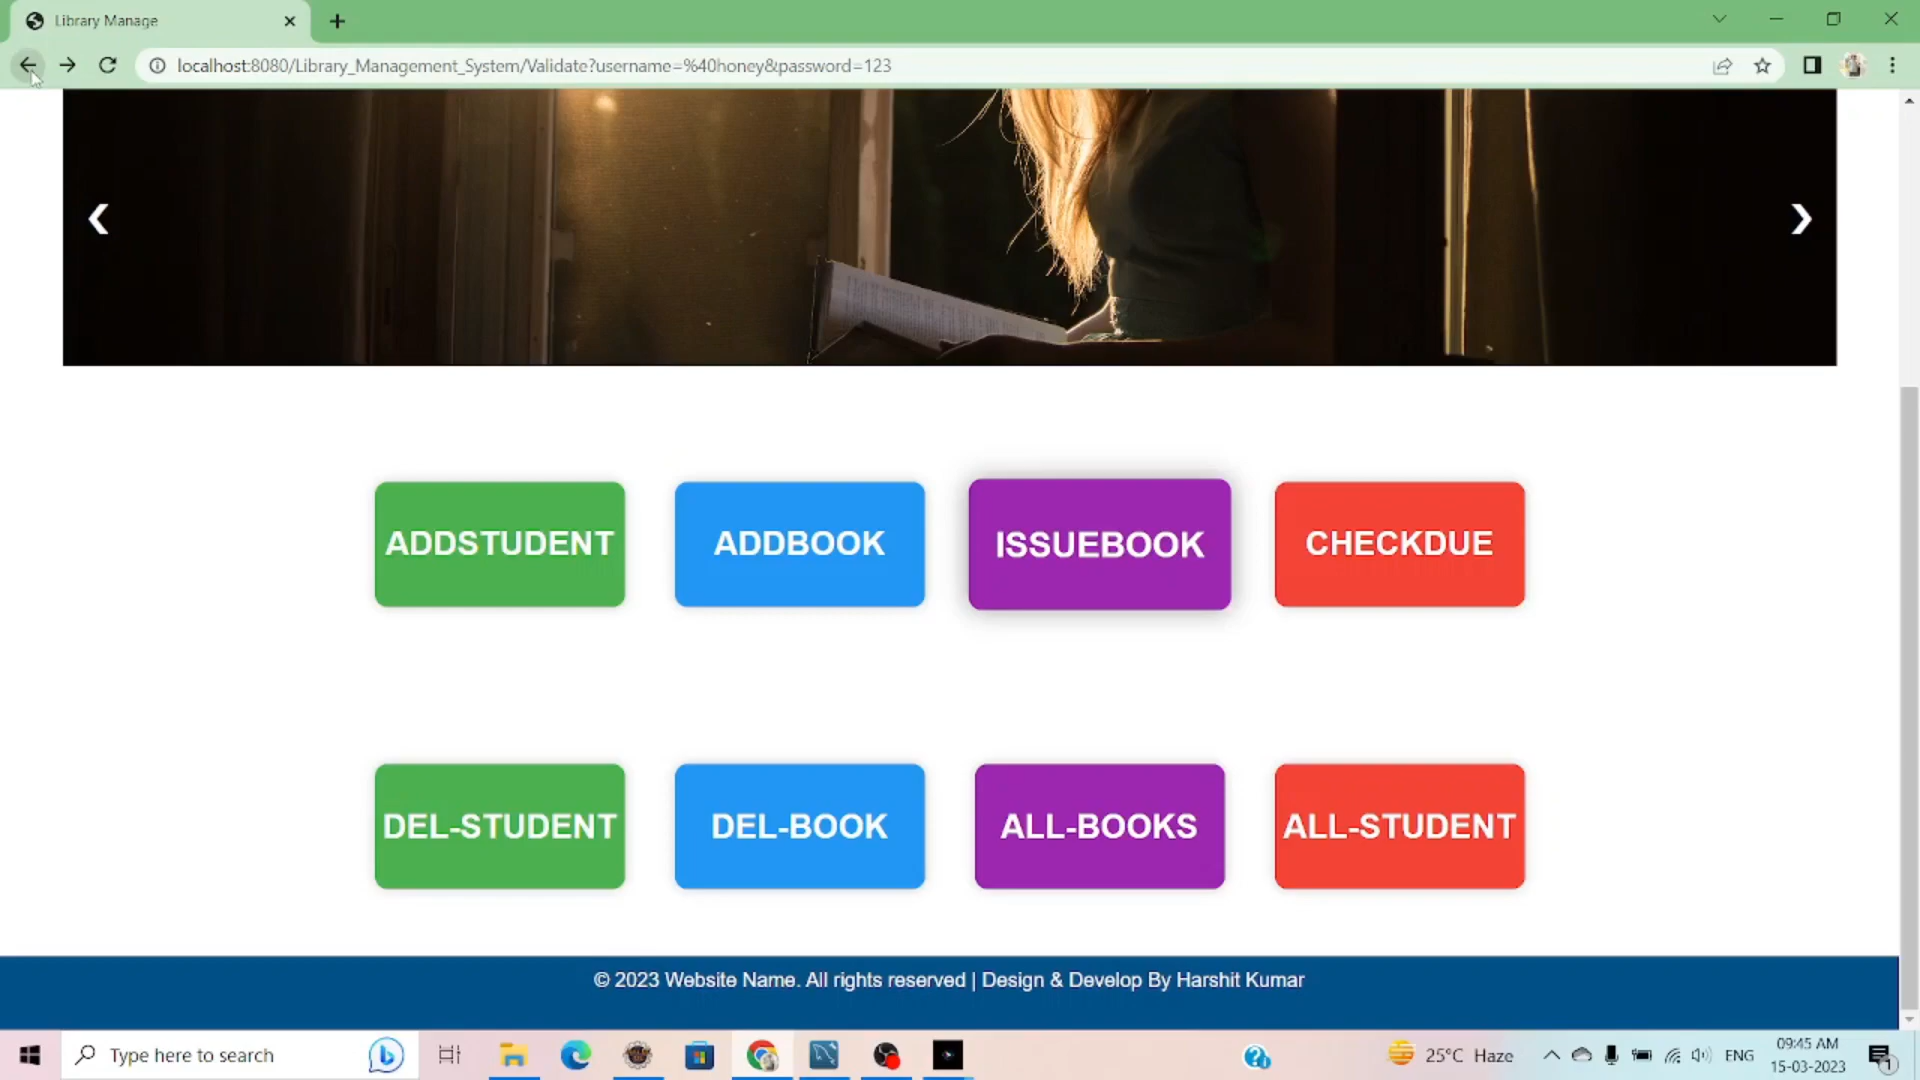 Library Manage
localhost:8080/Library_Management_System/Validate?username=%40honey&password=123
ADDSTUDENT
ADDBOOK
ISSUEBOOK
CHECKDUE
DEL-STUDENT
DEL-BOOK
ALL-BOOKS
ALL-STUDENT
© 2023 Website Name. All rights reserved | Design & Develop By Harshit Kumar
Type here to search
25°C Haze
ENG
09:45 AM
15-03-2023
1